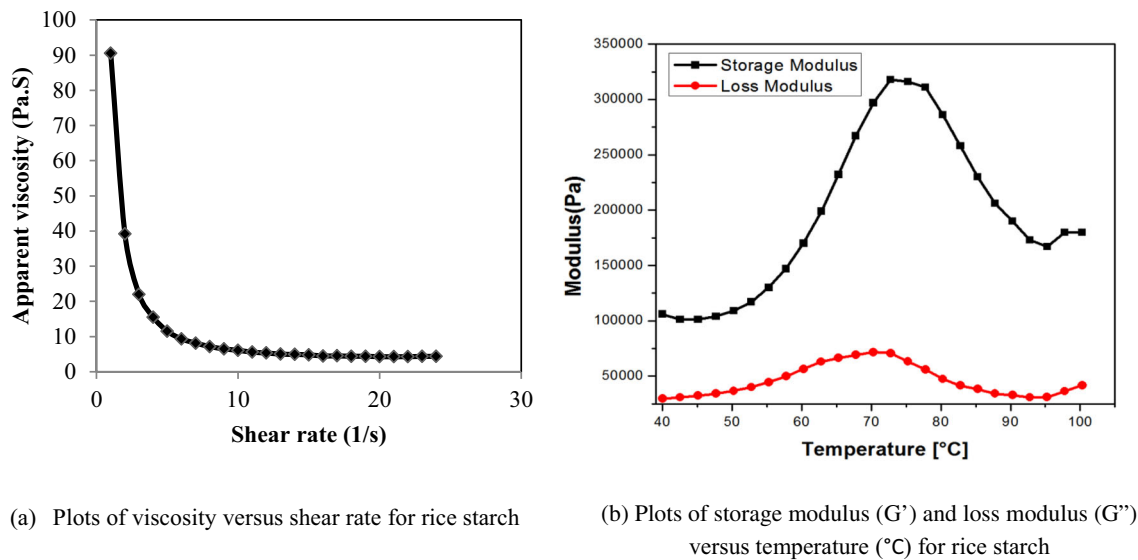 100
90
80
70
60
50
40
30
20
10
0
Apparent viscosity (Pa.S)
0 10 20 30
Shear rate (1/s)
(a) Plots of viscosity versus shear rate for rice starch
350000
300000
250000
200000
150000
100000
50000
Modulus(Pa)
Storage Modulus
Loss Modulus
40 50 60 70 80 90 100
Temperature [°C]
(b) Plots of storage modulus (G’) and loss modulus (G”)
versus temperature (°C) for rice starch